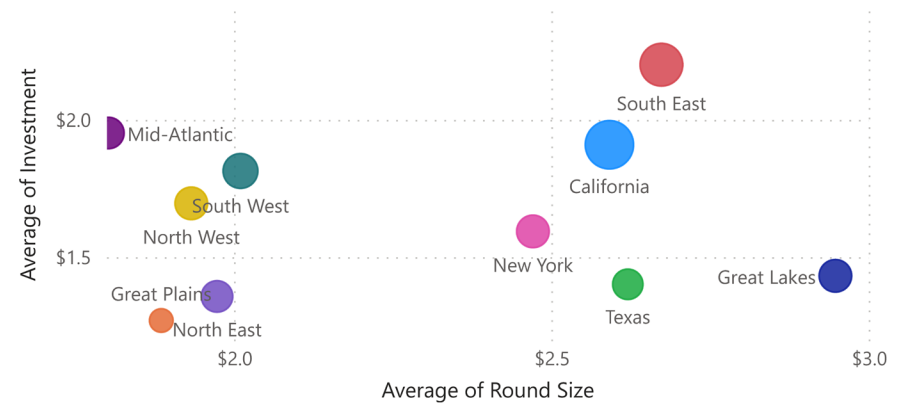 Average of Investment
$2.0
$1.5
South East
Mid-Atlantic
California
South West
North West
New York
Great Lakes
Great Plains
Texas
North East
$2.0
$2.5
$3.0
Average of Round Size